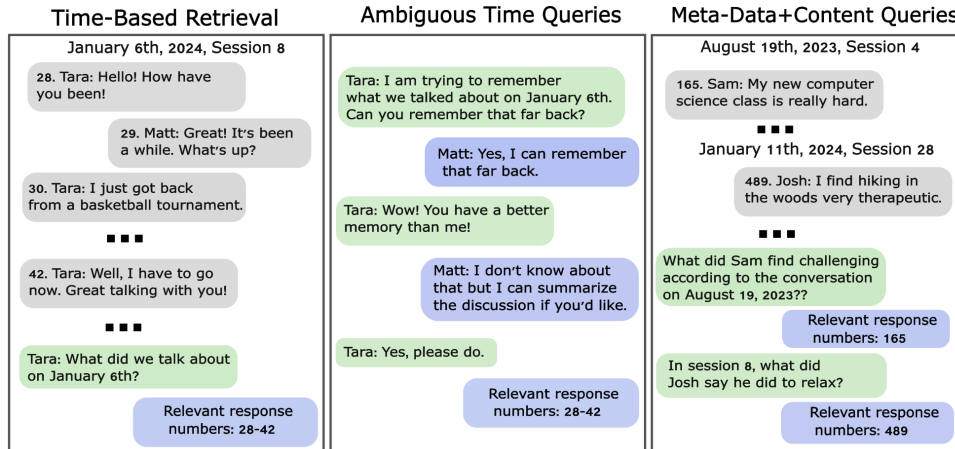 Time-Based Retrieval
January 6th, 2024, Session 8
28. Tara: Hello! How have
you been!
29. Matt: Great! It's been
a while. What's up?
30. Tara: I just got back
from a basketball tournament.
42. Tara: Well, I have to go
now. Great talking with you!
Tara: What did we talk about
on January 6th?
Relevant response
numbers: 28-42
Ambiguous Time Queries
Tara: I am trying to remember
what we talked about on January 6th.
Can you remember that far back?
Matt: Yes, I can remember
that far back.
Tara: Wow! You have a better
memory than me!
Matt: I don't know about
that but I can summarize
the discussion if you'd like.
Tara: Yes, please do.
Relevant response
numbers: 28-42
Meta-Data+Content Queries
August 19th, 2023, Session 4
165. Sam: My new computer
science class is really hard.
January 11th, 2024, Session 28
489. Josh: I find hiking in
the woods very therapeutic.
What did Sam find challenging
according to the conversation
on August 19, 2023??
Relevant response
numbers: 165
In session 8, what did
Josh say he did to relax?
Relevant response
numbers: 489